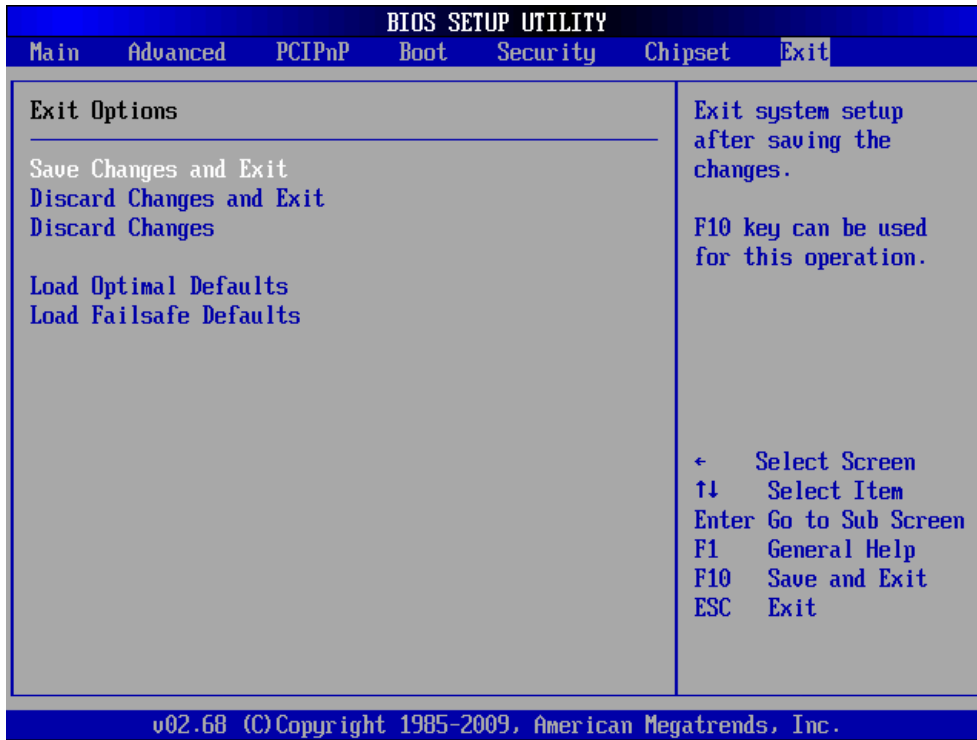 BIOS SETUP UTILITY
Main Advanced PCIPnP Boot Security Chipset Exit
Exit Options
Save Changes and Exit
Discard Changes and Exit
Discard Changes
Load Optimal Defaults
Load Failsafe Defaults
Exit system setup
after saving the
changes.
F10 key can be used
for this operation.
← Select Screen
↑↓ Select Item
Enter Go to Sub Screen
F1 General Help
F10 Save and Exit
ESC Exit
v02.68 (C)Copyright 1985-2009, American Megatrends, Inc.